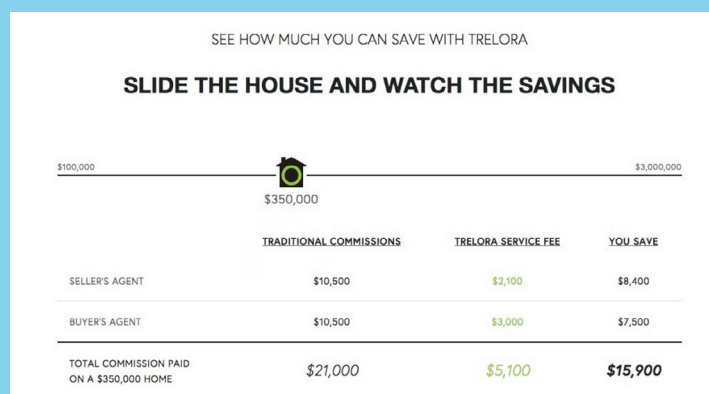 SEE HOW MUCH YOU CAN SAVE WITH TRELORA
SLIDE THE HOUSE AND WATCH THE SAVINGS
$100,000 $3,000,000
$350,000
TRADITIONAL COMMISSIONS TRELORA SERVICE FEE YOU SAVE
SELLER'S AGENT $10,500 $2,100 $8,400
BUYER'S AGENT $10,500 $3,000 $7,500
TOTAL COMMISSION PAID
ON A $350,000 HOME $21,000 $5,100 $15,900